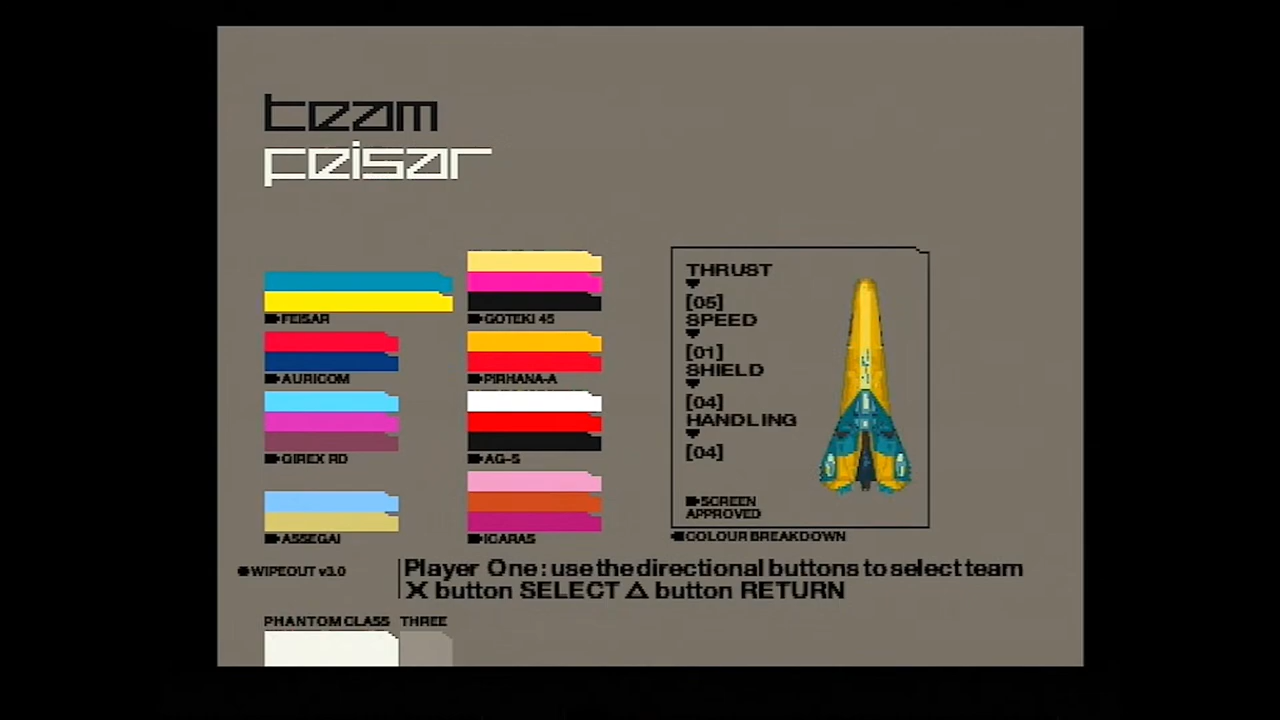 team
feisar
FEISAR
GOTEKI 45
AURICOM
PIRHANA-A
QIREX RD
AG-S
ASSEGAI
ICARAS
THRUST
[05]
SPEED
[01]
SHIELD
[04]
HANDLING
[04]
SCREEN
APPROVED
COLOUR BREAKDOWN
WIPEOUT v3.0
Player One : use the directional buttons to select team
X button SELECT △ button RETURN
PHANTOM CLASS THREE